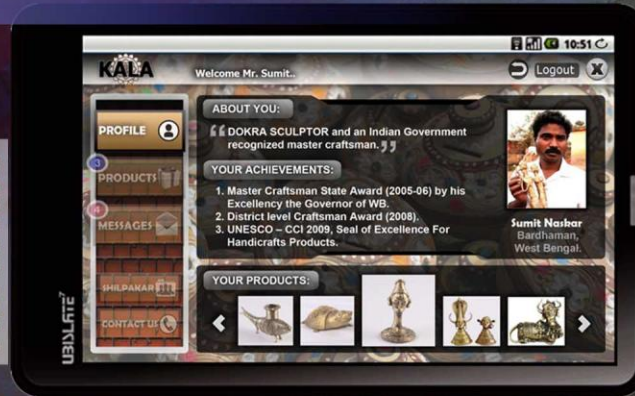 10:51
KALA
Welcome Mr. Sumit..
Logout
X
PROFILE
PRODUCTS
MESSAGES
SHILPAKAR
CONTACT US
ABOUT YOU:
“ DOKRA SCULPTOR and an Indian Government
recognized master craftsman. ”
YOUR ACHIEVEMENTS:
1. Master Craftsman State Award (2005-06) by his
Excellency the Governor of WB.
2. District level Craftsman Award (2008).
3. UNESCO – CCI 2009, Seal of Excellence For
Handicrafts Products.
Sumit Naskar
Bardhaman,
West Bengal.
YOUR PRODUCTS:
UBISLATE7